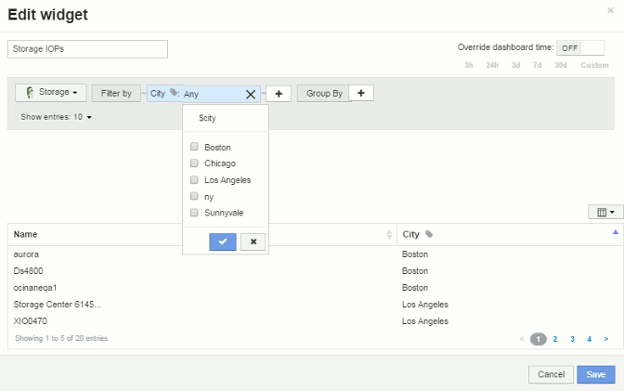 Edit widget
Storage IOPs
Override dashboard time: OFF
3h 24h 3d 7d 30d Custom
Storage Filter by City Any Group By
Show entries: 10
$city
Boston
Chicago
Los Angeles
ny
Sunnyvale
Name City
aurora Boston
Ds4800 Boston
ocinaneqa1 Boston
Storage Center 6145... Los Angeles
XIO0470 Los Angeles
Showing 1 to 5 of 20 entries < 1 2 3 4 >
Cancel Save